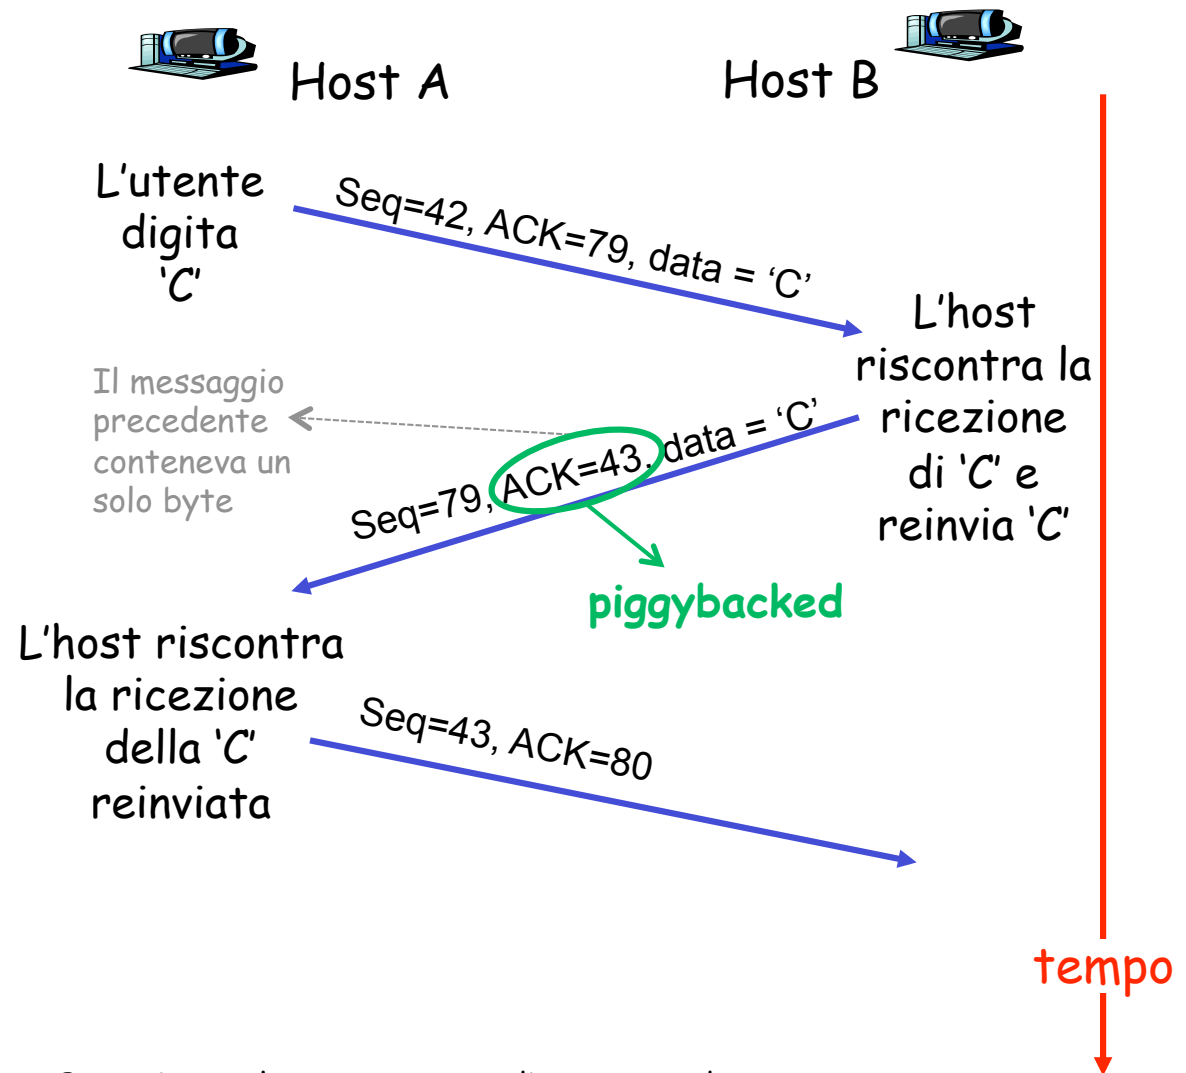 Host A
Host B
L'utente
digita
'C'
Seq=42, ACK=79, data = 'C'
L'host
riscontra la
ricezione
di 'C' e
reinvia 'C'
Il messaggio
precedente
conteneva un
solo byte
Seq=79, ACK=43, data = 'C'
piggybacked
L'host riscontra
la ricezione
della 'C'
reinviata
Seq=43, ACK=80
tempo